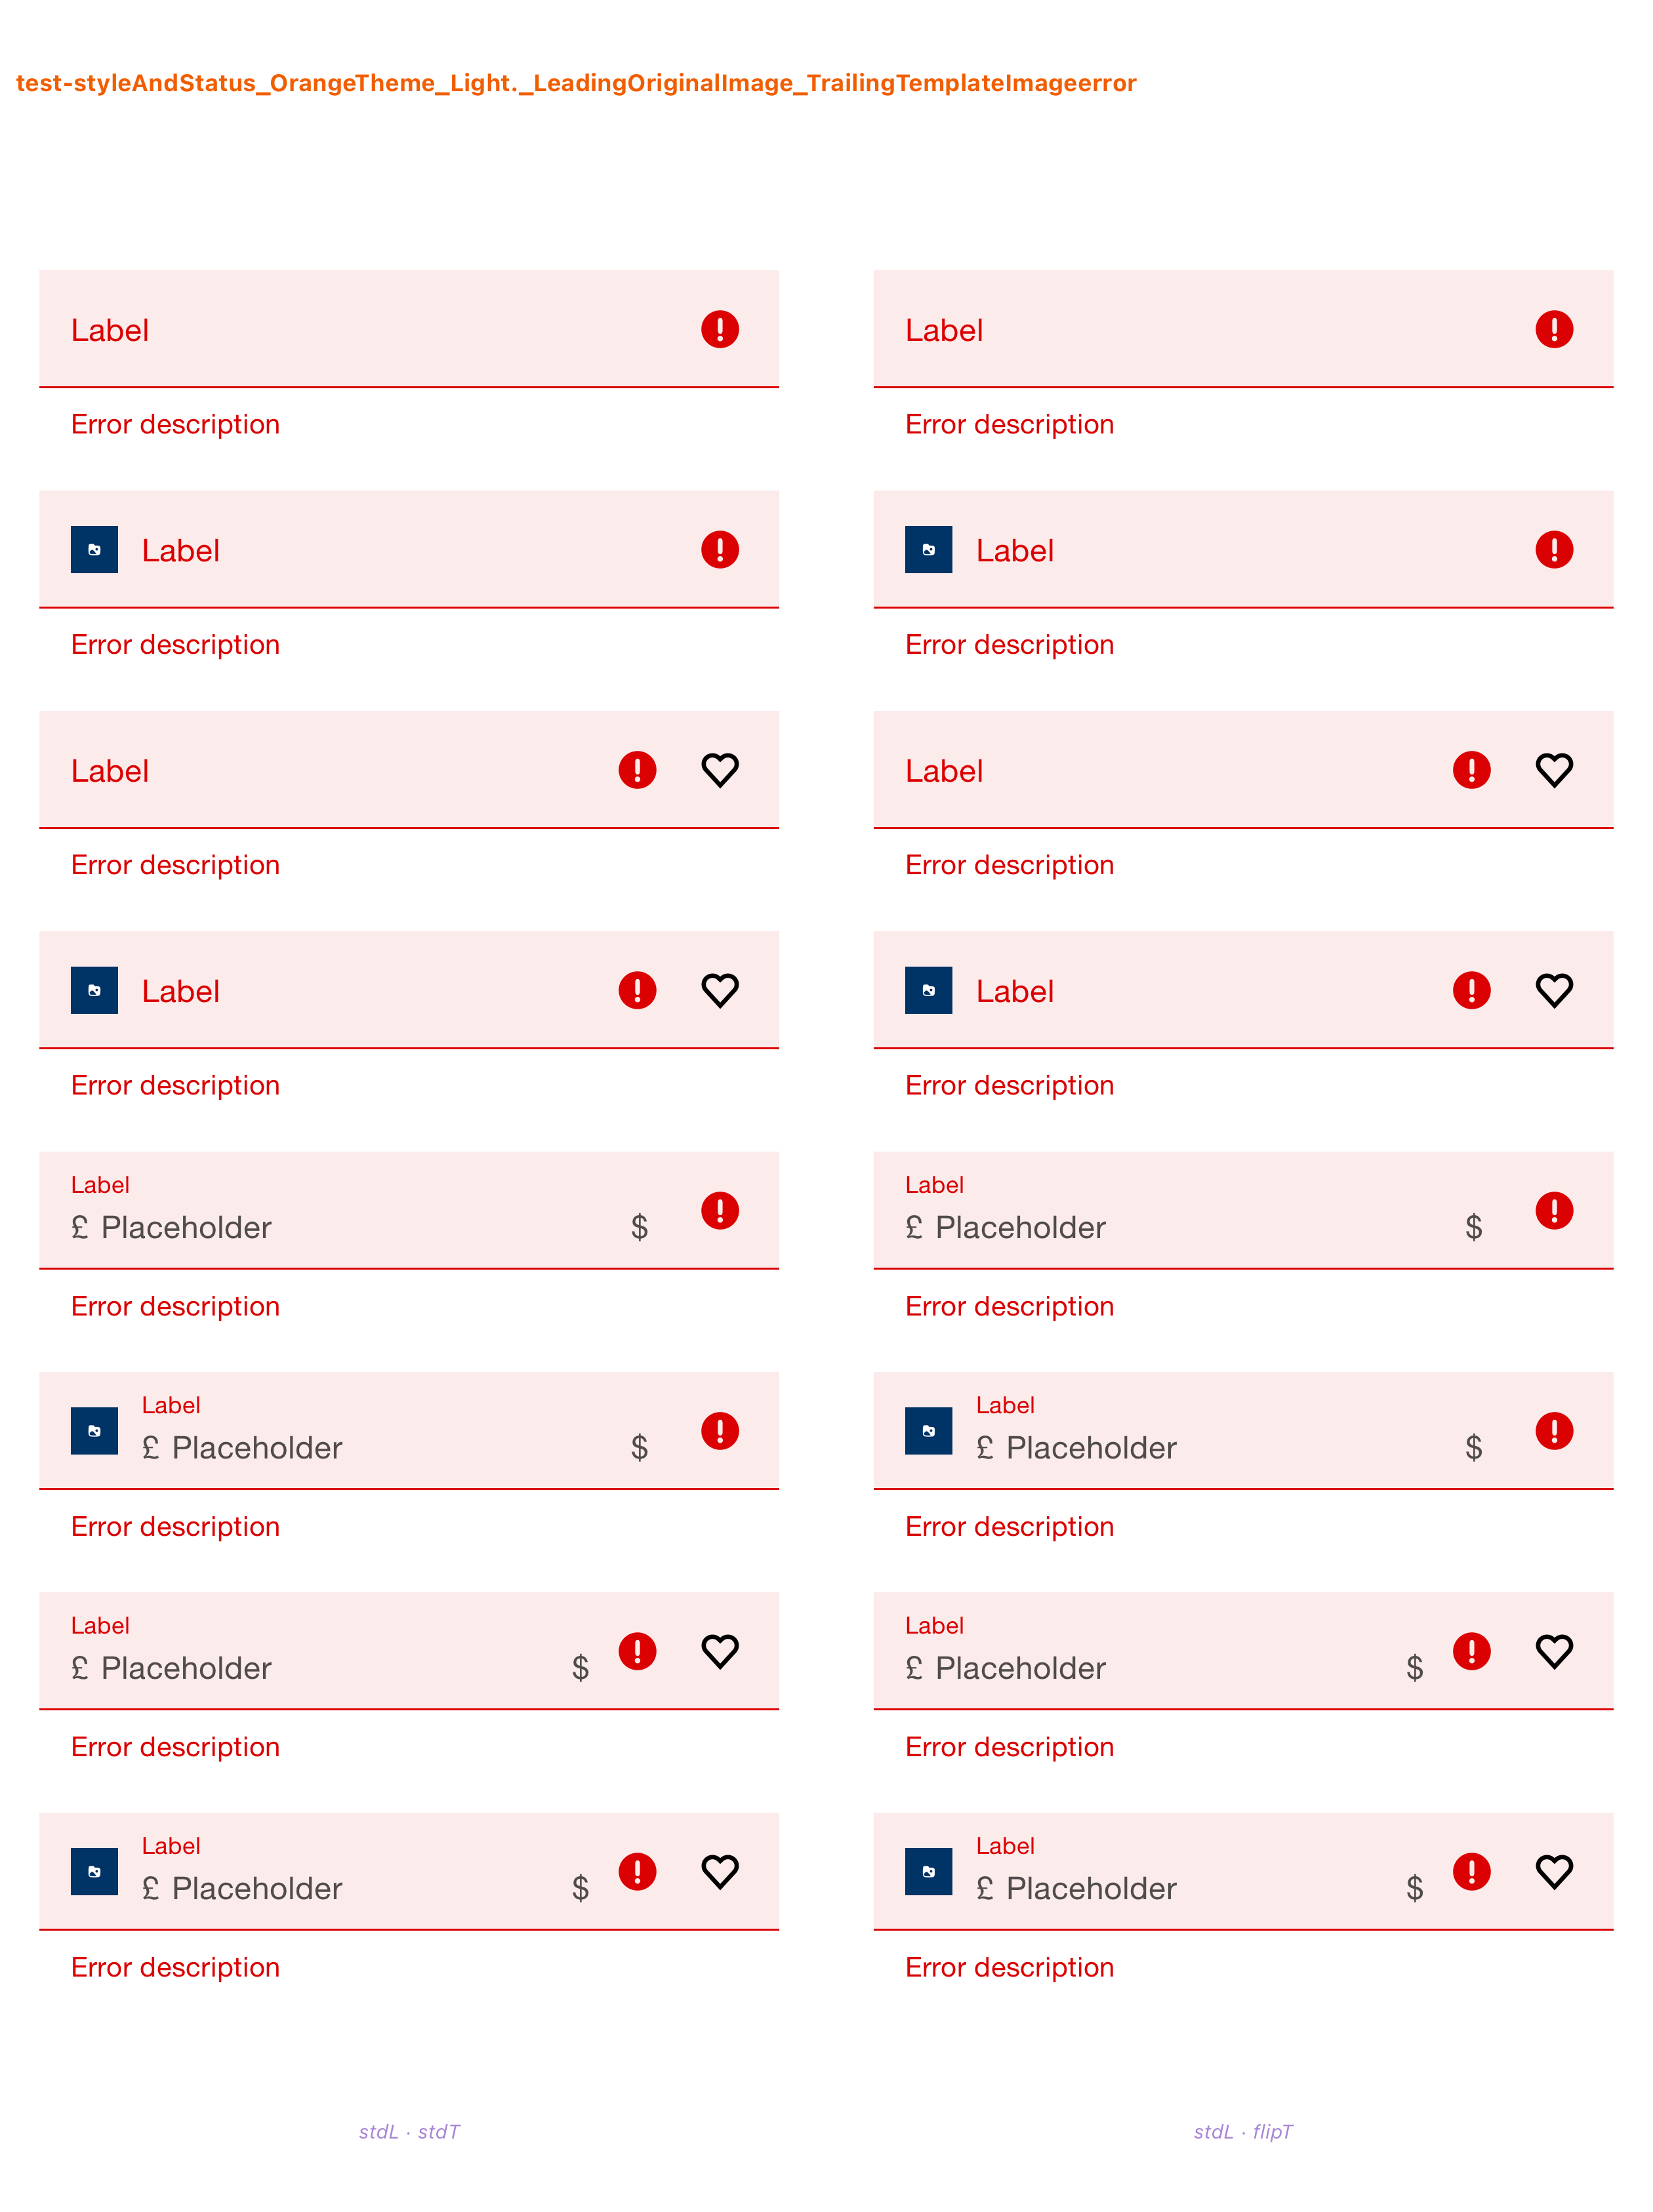 test-styleAndStatus_OrangeTheme_Light._LeadingOriginalImage_TrailingTemplateImageerror
Label
Error description
Label
Error description
Label
Error description
Label
Error description
Label
£ Placeholder $
Error description
Label
£ Placeholder $
Error description
Label
£ Placeholder $
Error description
Label
£ Placeholder $
Error description
stdL · stdT
Label
Error description
Label
Error description
Label
Error description
Label
Error description
Label
£ Placeholder $
Error description
Label
£ Placeholder $
Error description
Label
£ Placeholder $
Error description
Label
£ Placeholder $
Error description
stdL · flipT